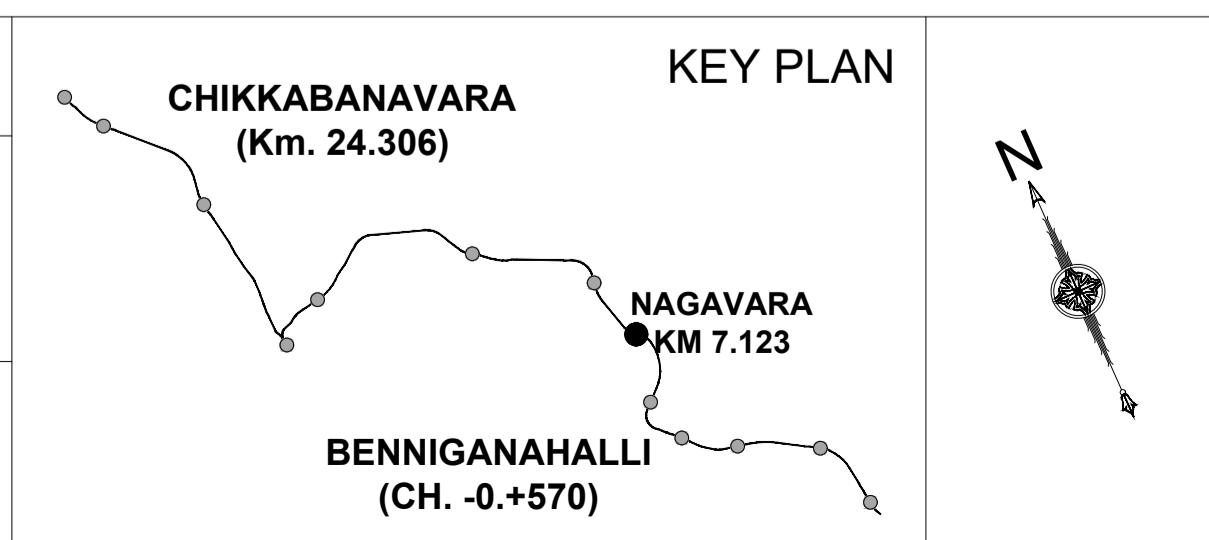 KEY PLAN
CHIKKABANAVARA
(Km. 24.306)
N
NAGAVARA
KM 7.123
BENNIGANAHALLI
(CH. -0.+570)